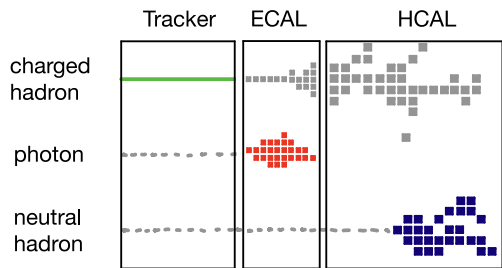 Tracker ECAL HCAL
charged
hadron
photon
neutral
hadron